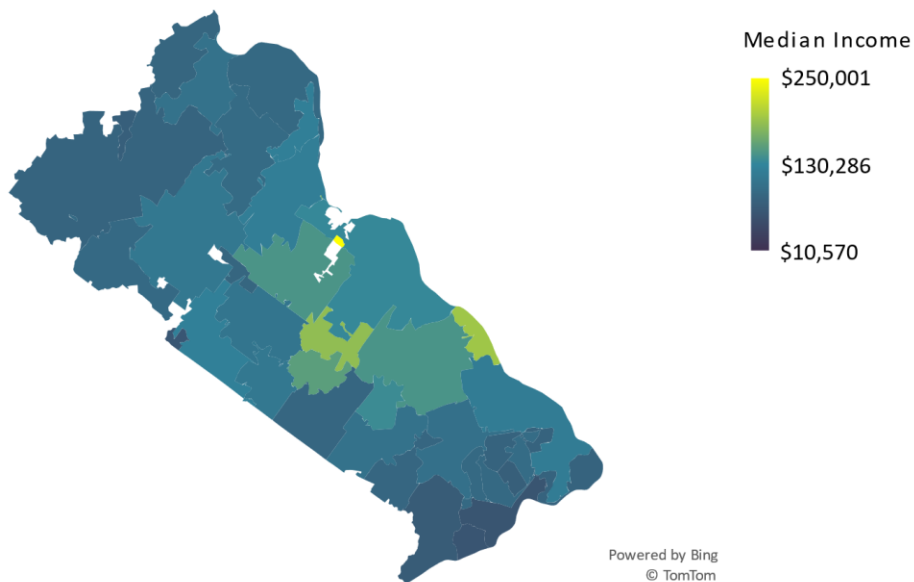 Median Income
$250,001
$130,286
$10,570
Powered by Bing
© TomTom